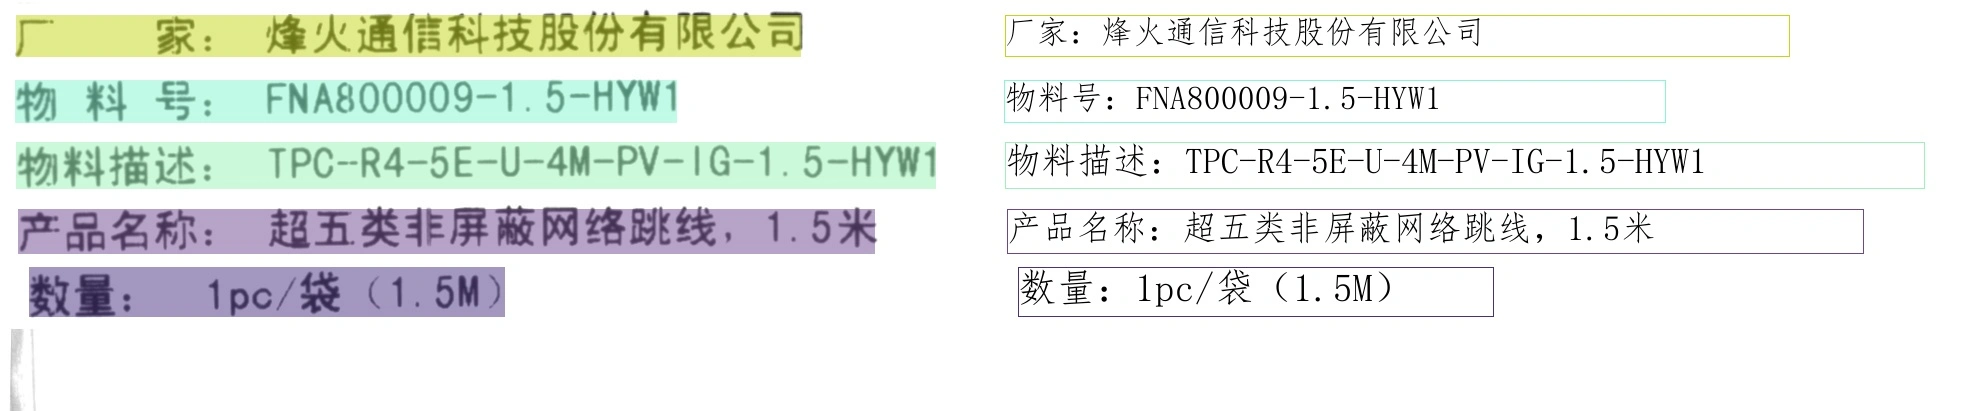 厂 家: 烽火通信科技股份有限公司 厂家:烽火通信科技股份有限公司
物 料 号: FNA800009-1.5-HYW1 物料号:FNA800009-1.5-HYW1
物料描述: TPC-R4-5E-U-4M-PV-IG-1.5-HYW1 物料描述:TPC-R4-5E-U-4M-PV-IG-1.5-HYW1
产品名称: 超五类非屏蔽网络跳线,1.5米 产品名称:超五类非屏蔽网络跳线,1.5米
数量: 1pc/袋(1.5M) 数量:1pc/袋(1.5M)